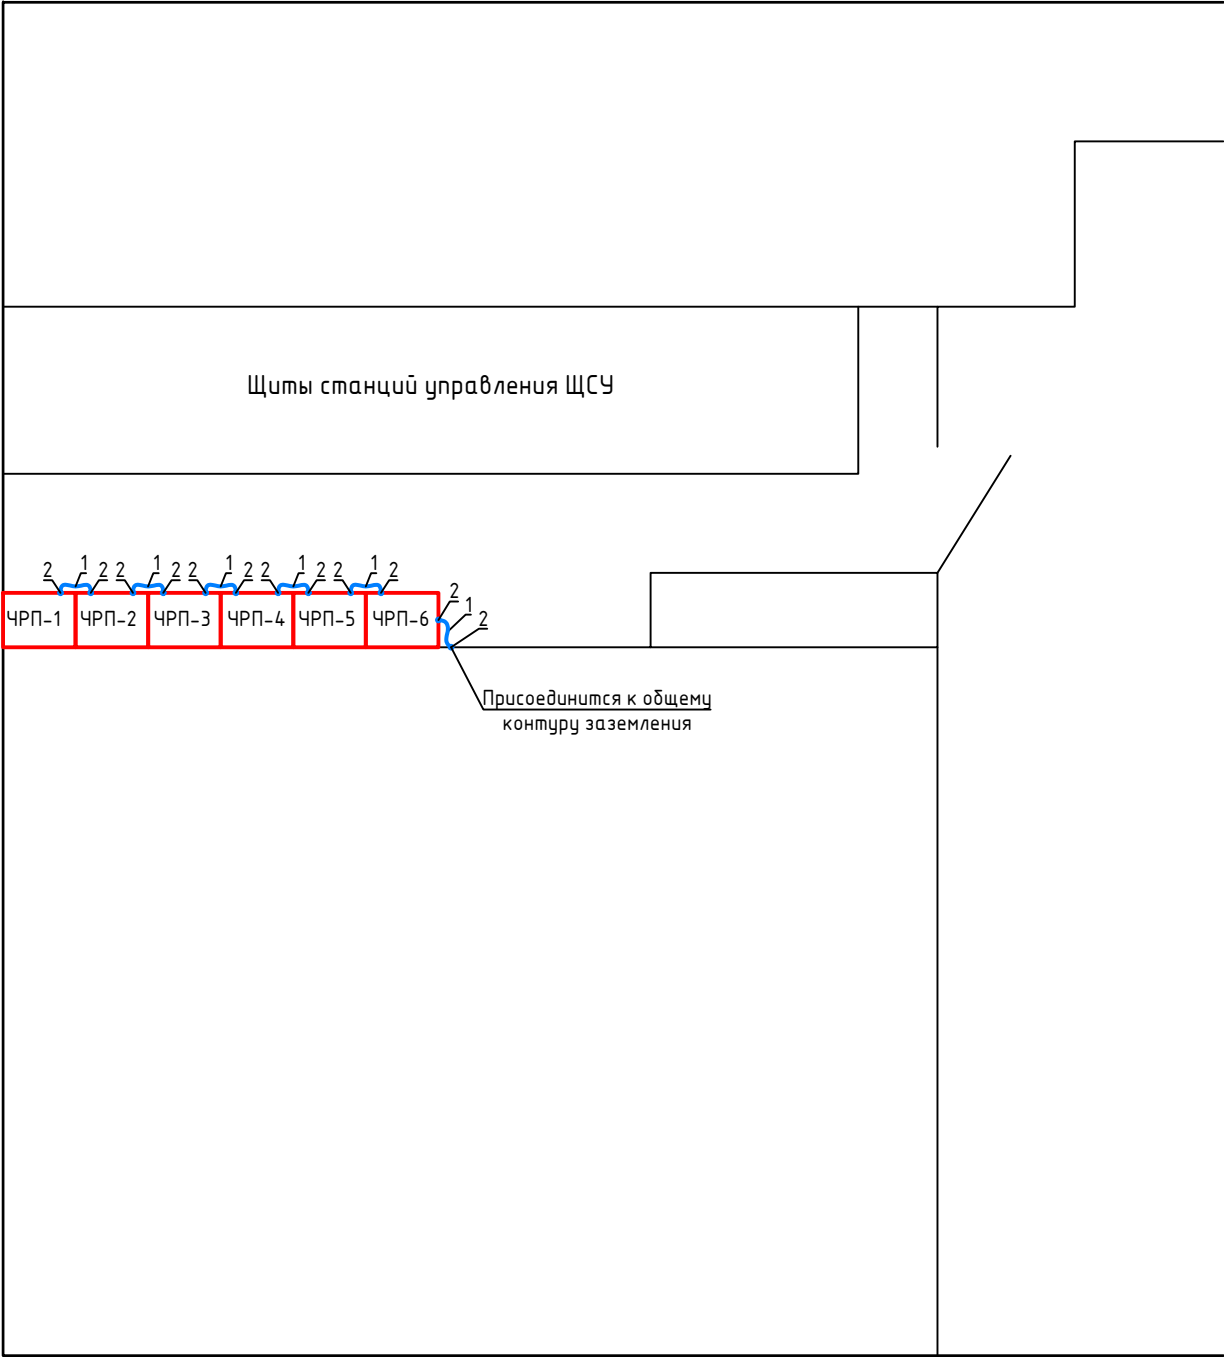 Щиты станций управления ЩСУ
2 1 2 2 1 2 2 1 2 2 1 2 2 1 2
ЧРП-1 ЧРП-2 ЧРП-3 ЧРП-4 ЧРП-5 ЧРП-6
2
1
2
Присоединится к общему
контуру заземления